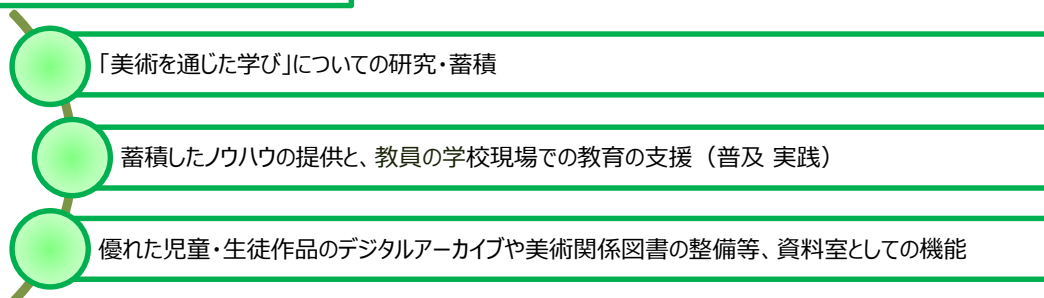 「美術を通じた学び」についての研究・蓄積
蓄積したノウハウの提供と、教員の学校現場での教育の支援（普及 実践）
優れた児童・生徒作品のデジタルアーカイブや美術関係図書の整備等、資料室としての機能